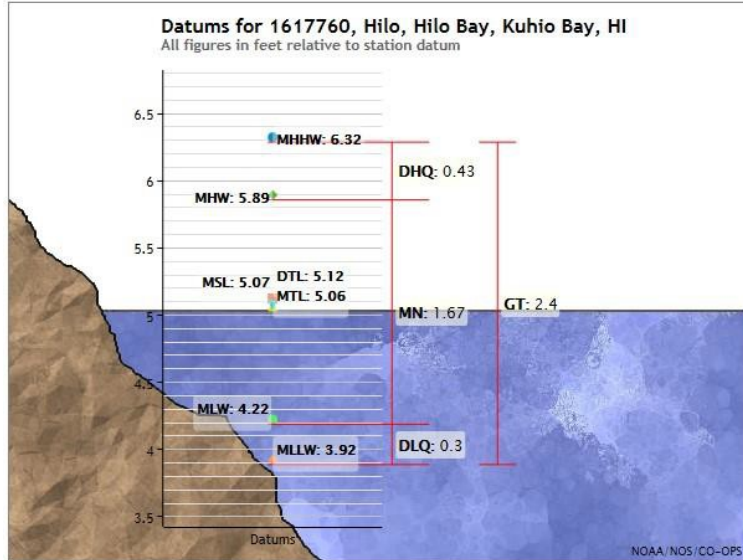 Datums for 1617760, Hilo, Hilo Bay, Kuhio Bay, HI
All figures in feet relative to station datum
6.5
MHHW: 6.32
DHQ: 0.43
6
MHW: 5.89
5.5
DTL: 5.12
MSL: 5.07
MTL: 5.06
GT: 2.4
MN: 1.67
5
4.5
MLW: 4.22
DLQ: 0.3
MLLW: 3.92
4
3.5
Datums
NOAA/NOS/CO-OPS